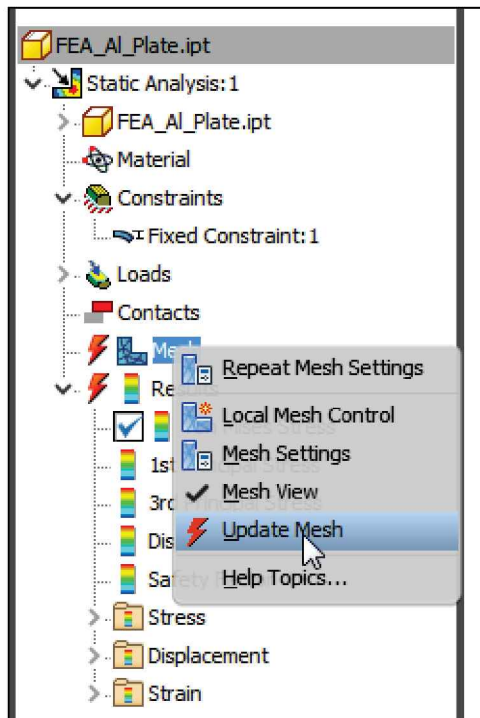 FEA_Al_Plate.ipt
Static Analysis:1
FEA_Al_Plate.ipt
Material
Constraints
Fixed Constraint:1
Loads
Contacts
Mesh
Repeat Mesh Settings
Local Mesh Control
Mesh Settings
Mesh View
Update Mesh
Help Topics...
Stress
Displacement
Strain